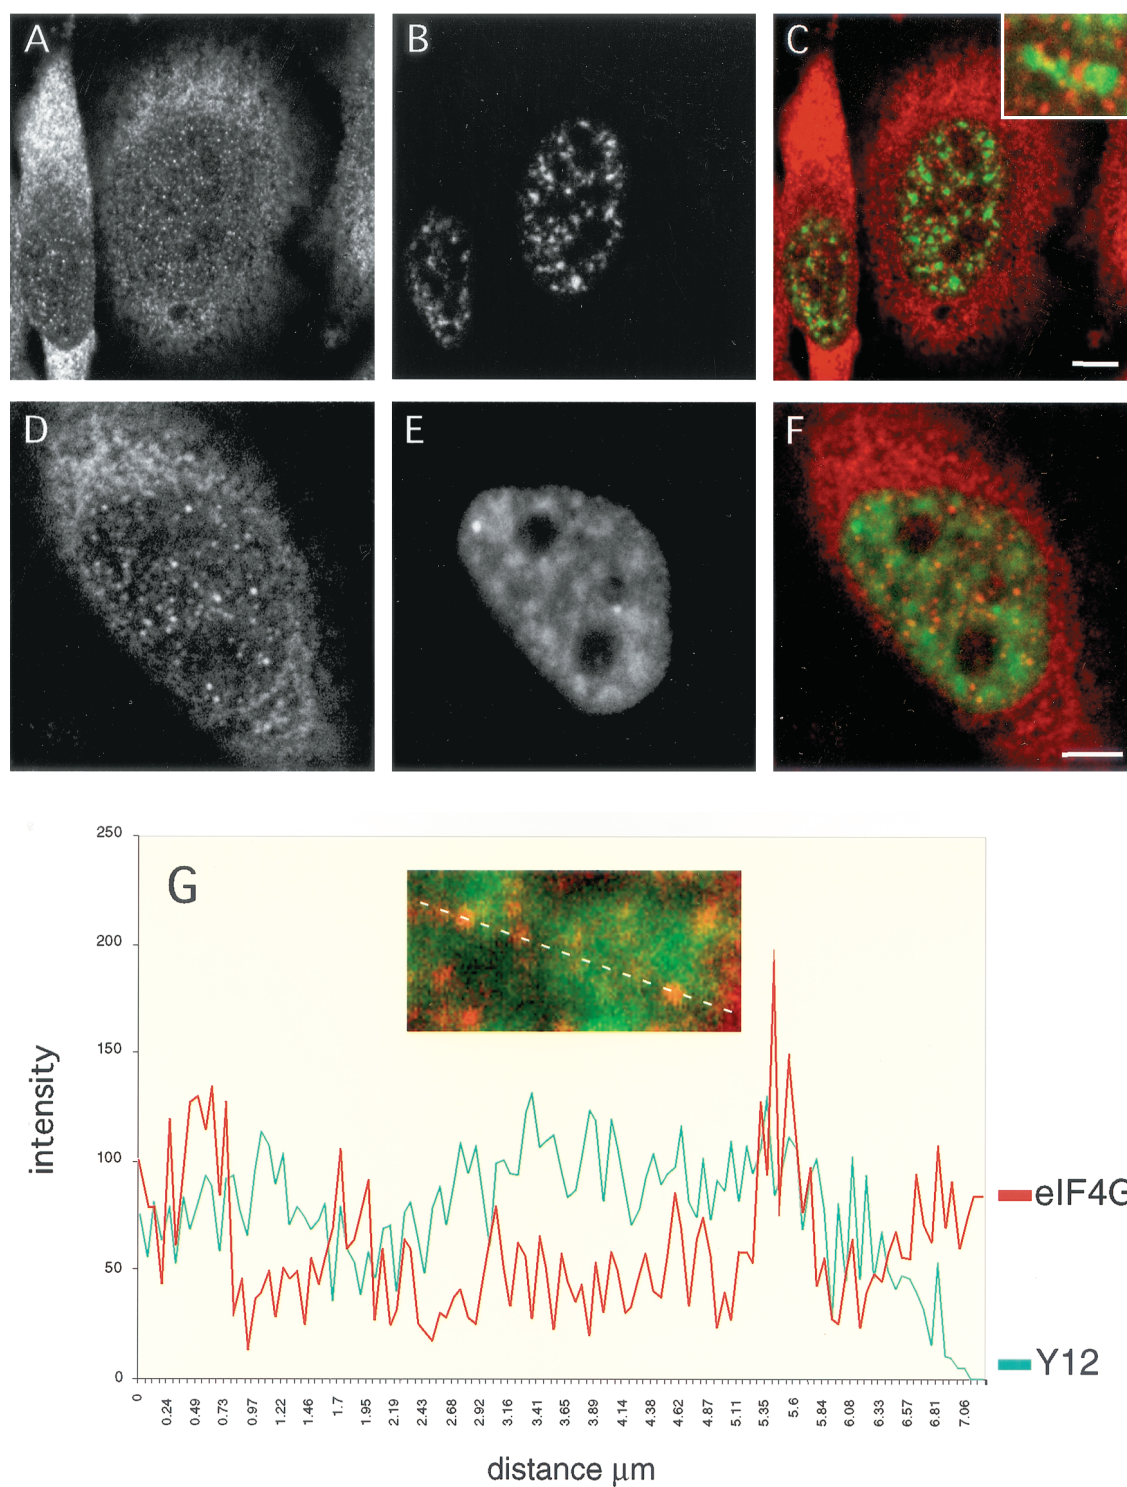 A
B
C
D
E
F
G
250
200
150
100
50
0
intensity
0 0.24 0.49 0.73 0.97 1.22 1.46 1.7 1.95 2.19 2.43 2.68 2.92 3.16 3.41 3.65 3.89 4.14 4.38 4.62 4.87 5.11 5.35 5.6 5.84 6.08 6.33 6.57 6.81 7.06
distance μm
eIF4G
Y12